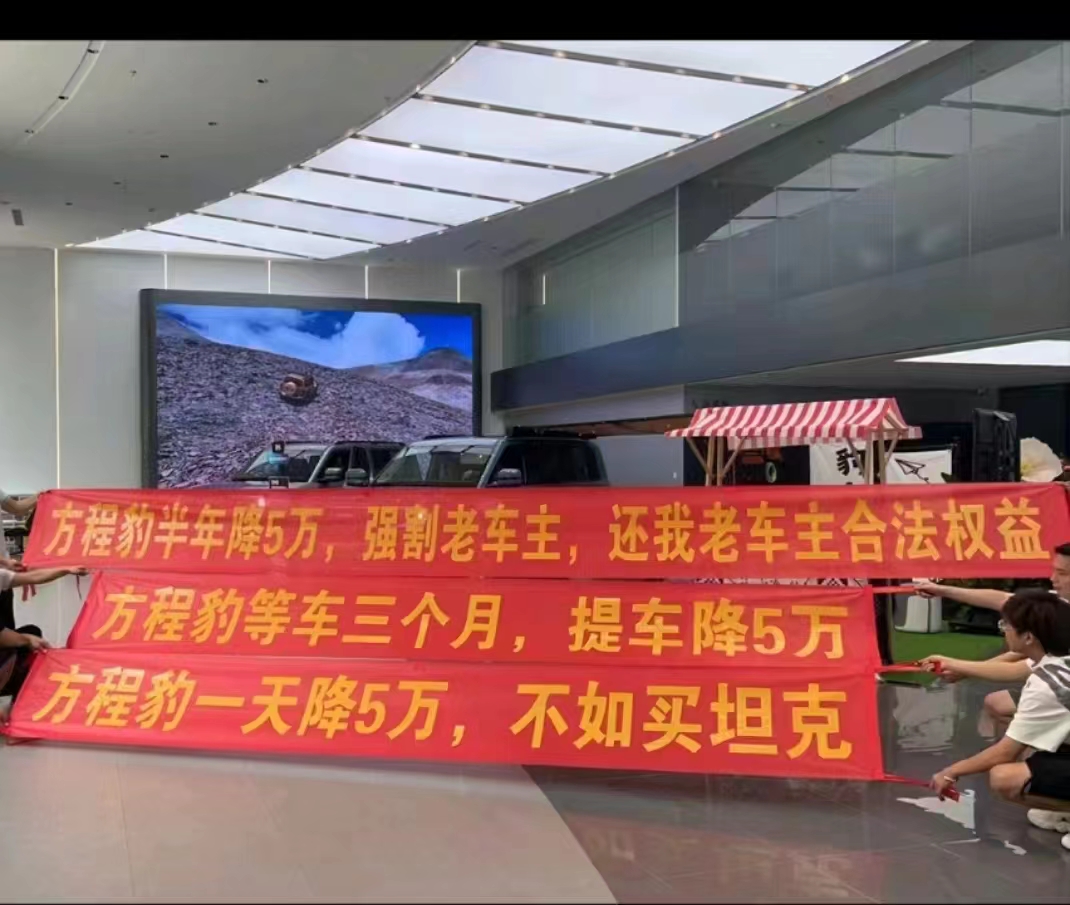 方程豹半年降5万，强割老车主，还我老车主合法权益
方程豹等车三个月，提车降5万
方程豹一天降5万，不如买坦克
豹